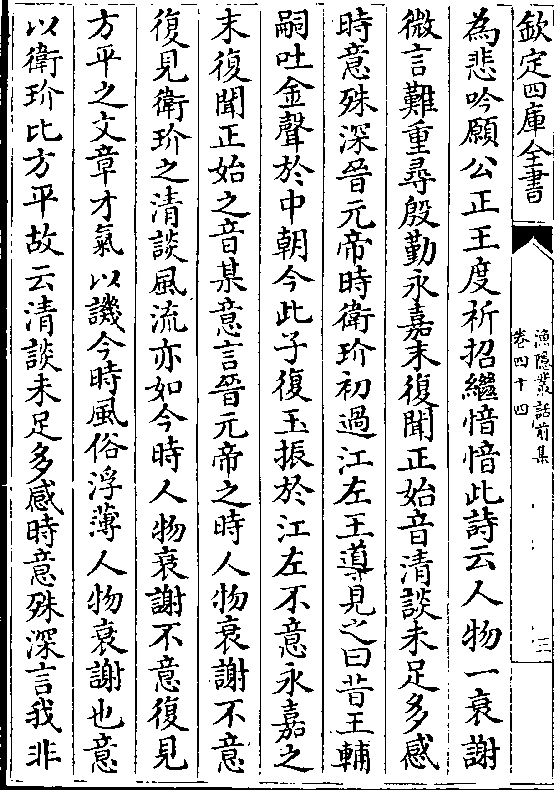 欽定四庫全書
漁隱叢話前集
卷四十四
三
為悲吟願公正王度祈招繼愔愔此詩云人物一衰謝
微言難重尋殷勤永嘉末復聞正始音清談未足多感
時意殊深晉元帝時衛玠初過江左王導見之曰昔王輔
嗣吐金聲於中朝今此子復玉振於江左不意永嘉之
末復聞正始之音某意言晉元帝之時人物衰謝不意
復見衛玠之清談風流亦如今時人物衰謝不意復見
方平之文章才氣以譏今時風俗浮薄人物衰謝也意
以衛玠比方平故云清談未足多感時意殊深言我非